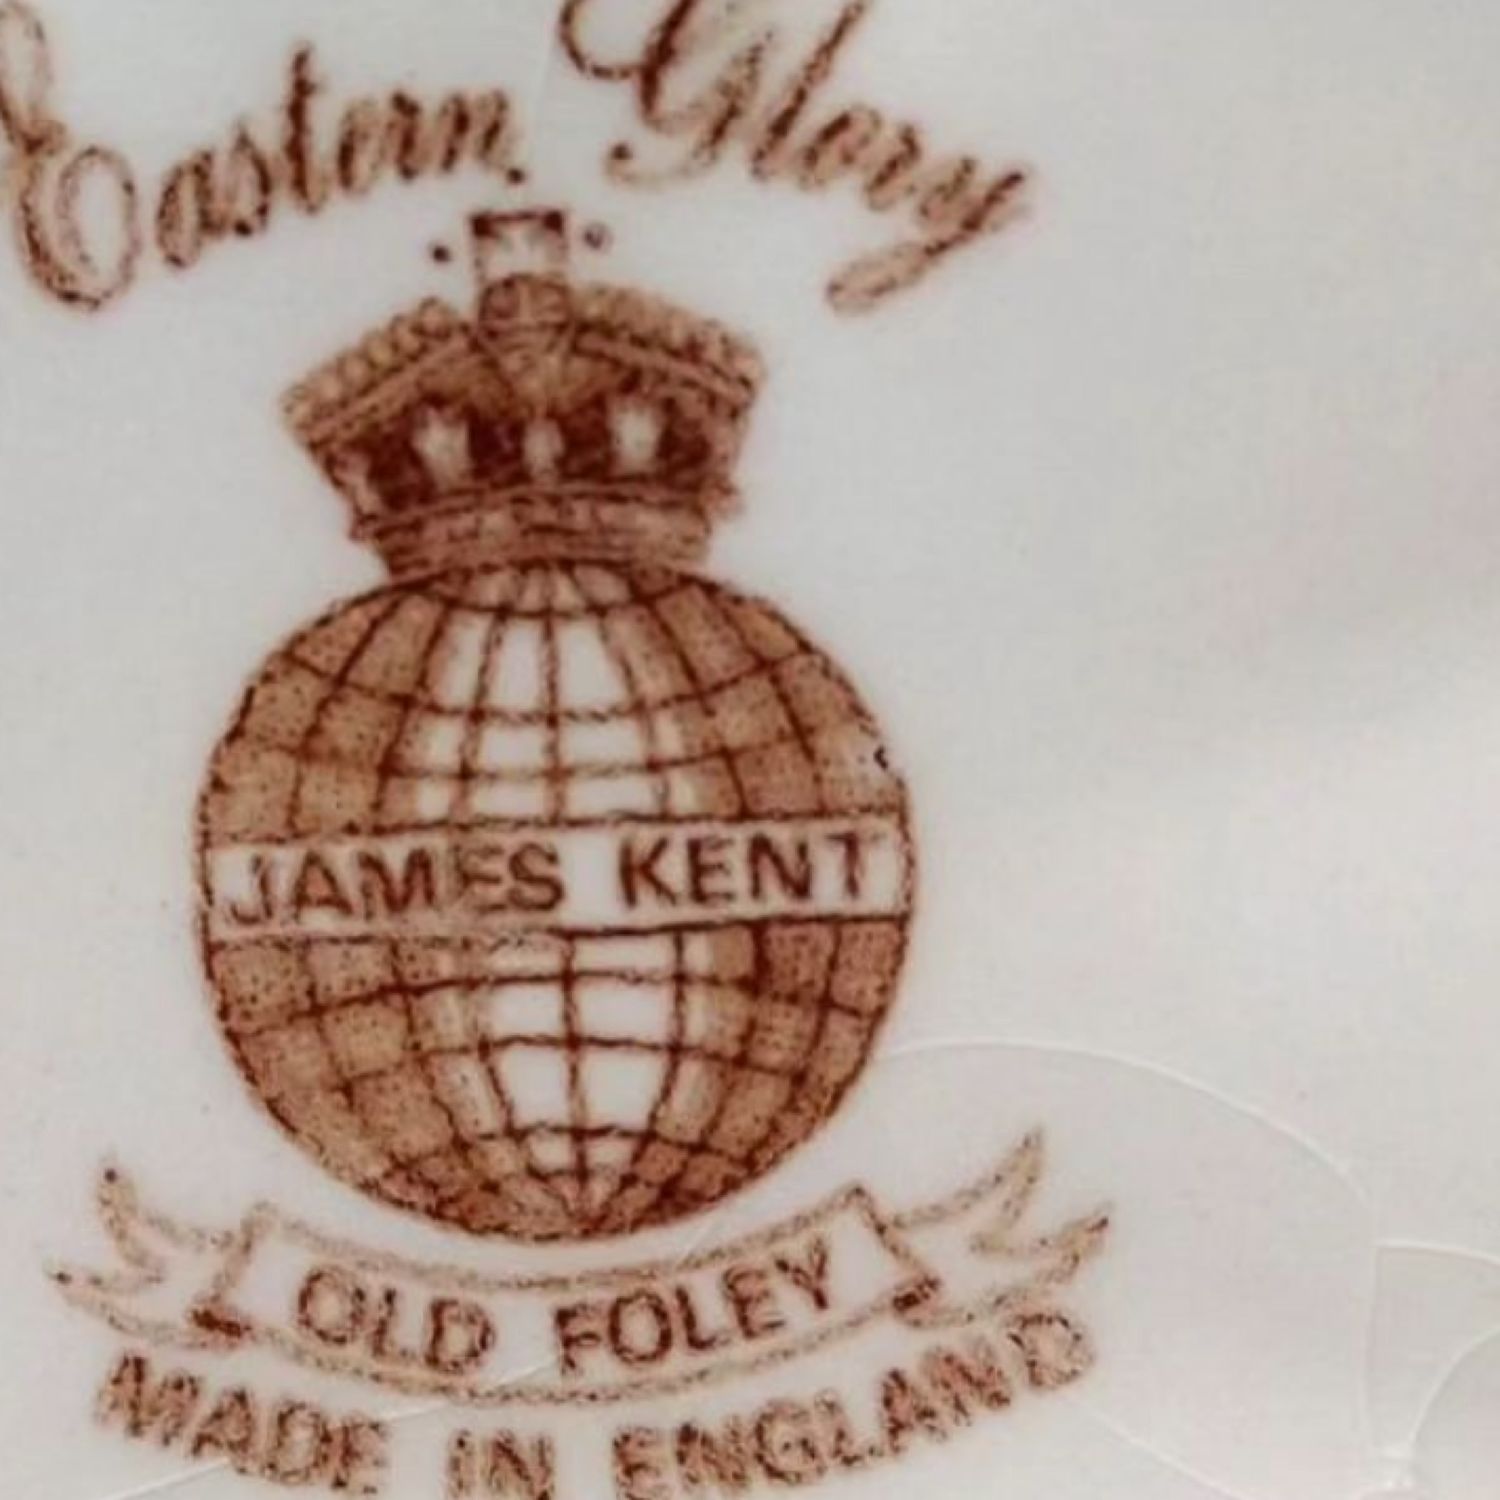 Eastern Glory
JAMES KENT
OLD FOLEY
MADE IN ENGLAND